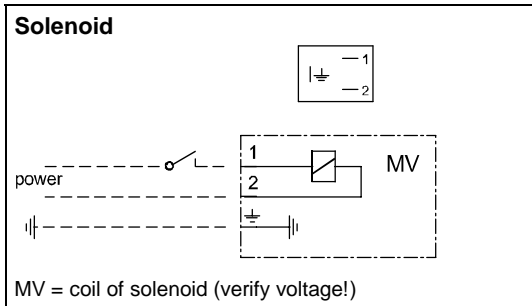 Solenoid
1
2
1
MV
power
2
MV = coil of solenoid (verify voltage!)